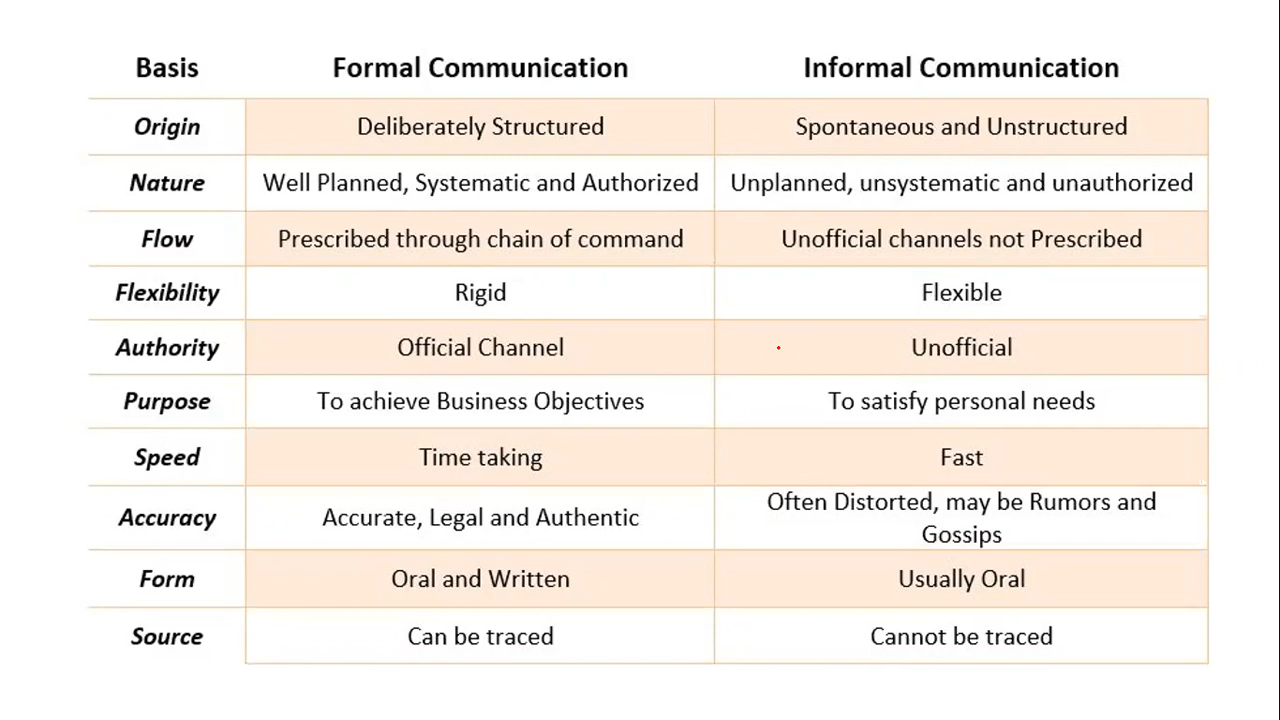 Basis Formal Communication Informal Communication
Origin Deliberately Structured Spontaneous and Unstructured
Nature Well Planned, Systematic and Authorized Unplanned, unsystematic and unauthorized
Flow Prescribed through chain of command Unofficial channels not Prescribed
Flexibility Rigid Flexible
Authority Official Channel Unofficial
Purpose To achieve Business Objectives To satisfy personal needs
Speed Time taking Fast
Accuracy Accurate, Legal and Authentic Often Distorted, may be Rumors and
Gossips
Form Oral and Written Usually Oral
Source Can be traced Cannot be traced